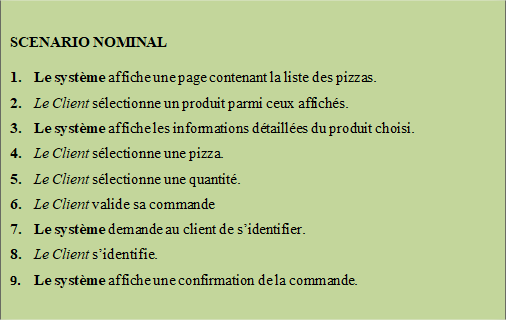 SCENARIO NOMINAL
1. Le système affiche une page contenant la liste des pizzas.
2. Le Client sélectionne un produit parmi ceux affichés.
3. Le système affiche les informations détaillées du produit choisi.
4. Le Client sélectionne une pizza.
5. Le Client sélectionne une quantité.
6. Le Client valide sa commande
7. Le système demande au client de s’identifier.
8. Le Client s’identifie.
9. Le système affiche une confirmation de la commande.